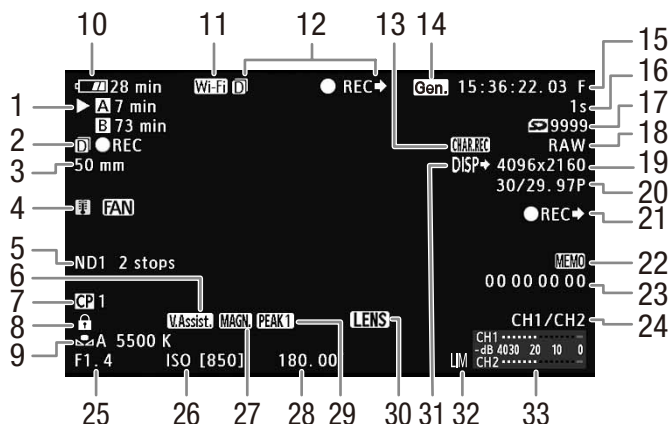 10 11 12 13 14
15
16
17
18
19
20
21
22
23
24
1
2
3
4
5
6
7
8
9
28 min Wi-Fi D REC Gen. 15:36:22.03 F
A 7 min 1s
B 73 min 9999
D REC CHAR.REC RAW
50 mm DISP 4096x2160
30/29.97P
FAN REC
ND1 2 stops MEMO
00 00 00 00
CP 1
V.Assist. MAGN. PEAK1 LENS CH1/CH2
A 5500 K CH1
-dB 40 30 20 10 0
F1.4 ISO [850] 180.00 LIM CH2
25 26 27 28 29 30 31 32 33